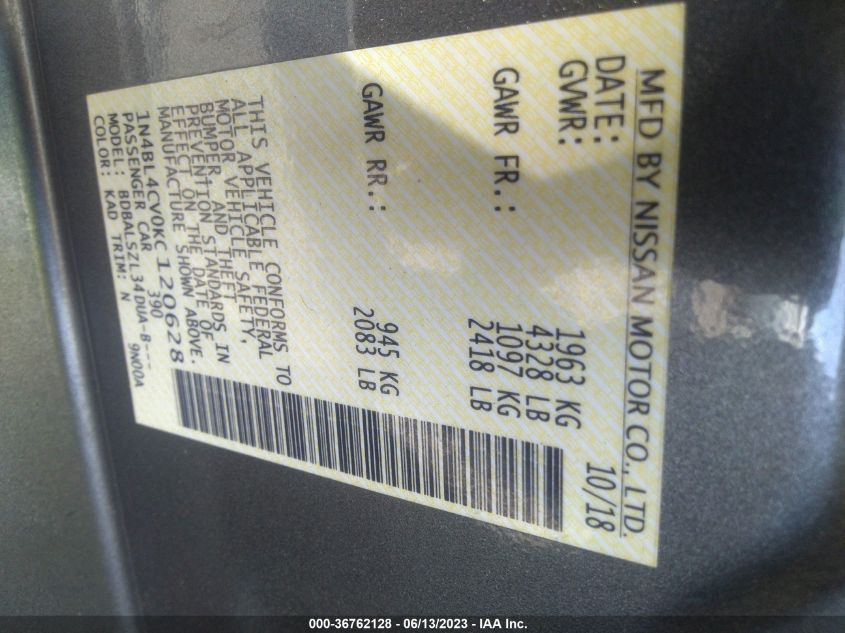 MFD BY NISSAN MOTOR CO., LTD.
DATE: 10/18
GVWR: 1963 KG
4328 LB
GAWR FR.: 1097 KG
2418 LB
GAWR RR.: 945 KG
2083 LB
THIS VEHICLE CONFORMS TO
ALL APPLICABLE FEDERAL
MOTOR VEHICLE SAFETY,
BUMPER AND THEFT
PREVENTION STANDARDS IN
EFFECT ON THE DATE OF
MANUFACTURE SHOWN ABOVE.
1N4BL4CV0KC120628
PASSENGER CAR 390
MODEL: BDBALSZL34DUA-B--- 9N00A
COLOR: KAD TRIM: N
000-36762128 - 06/13/2023 - IAA Inc.